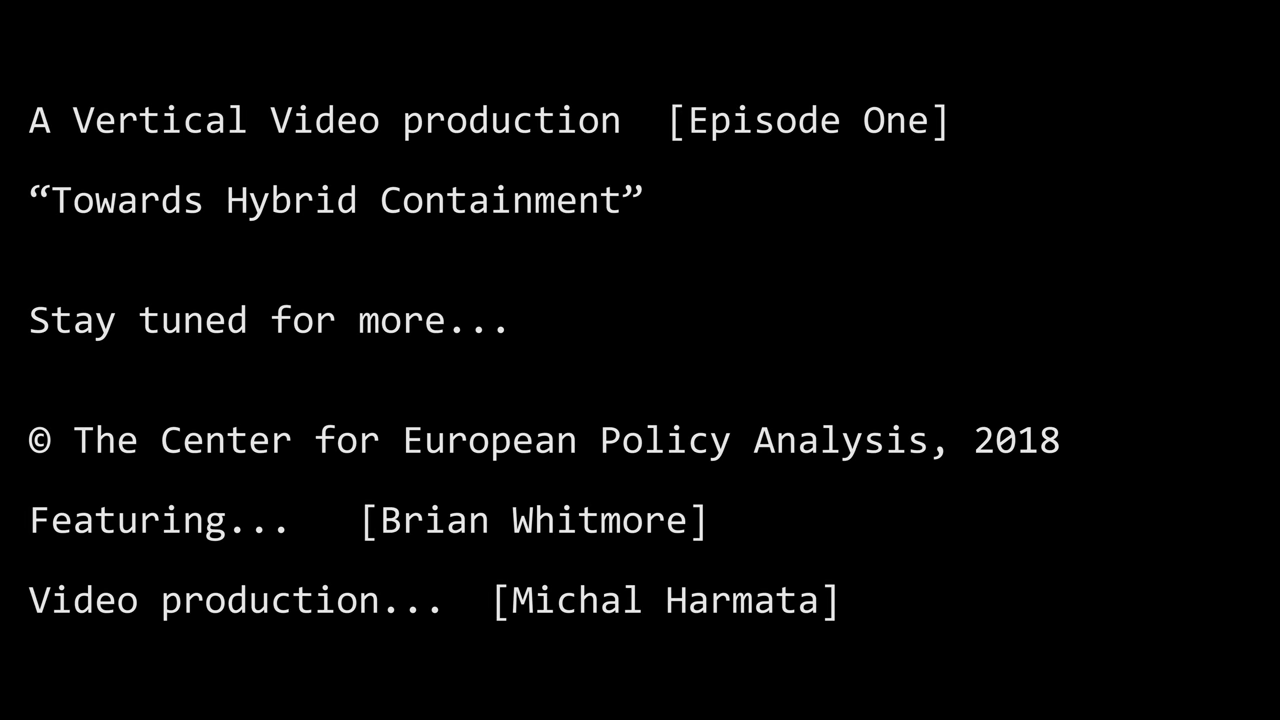 A Vertical Video production  [Episode One]
“Towards Hybrid Containment”
Stay tuned for more...
© The Center for European Policy Analysis, 2018
Featuring...   [Brian Whitmore]
Video production...  [Michal Harmata]